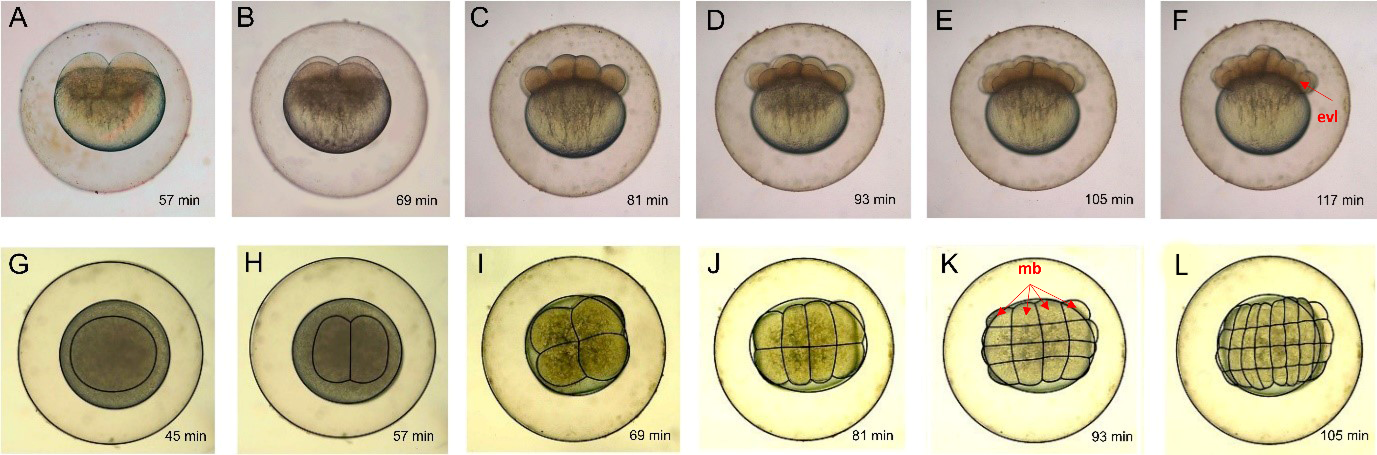 A
57 min
B
69 min
C
81 min
D
93 min
E
105 min
F
evl
117 min
G
45 min
H
57 min
I
69 min
J
81 min
K
mb
93 min
L
105 min